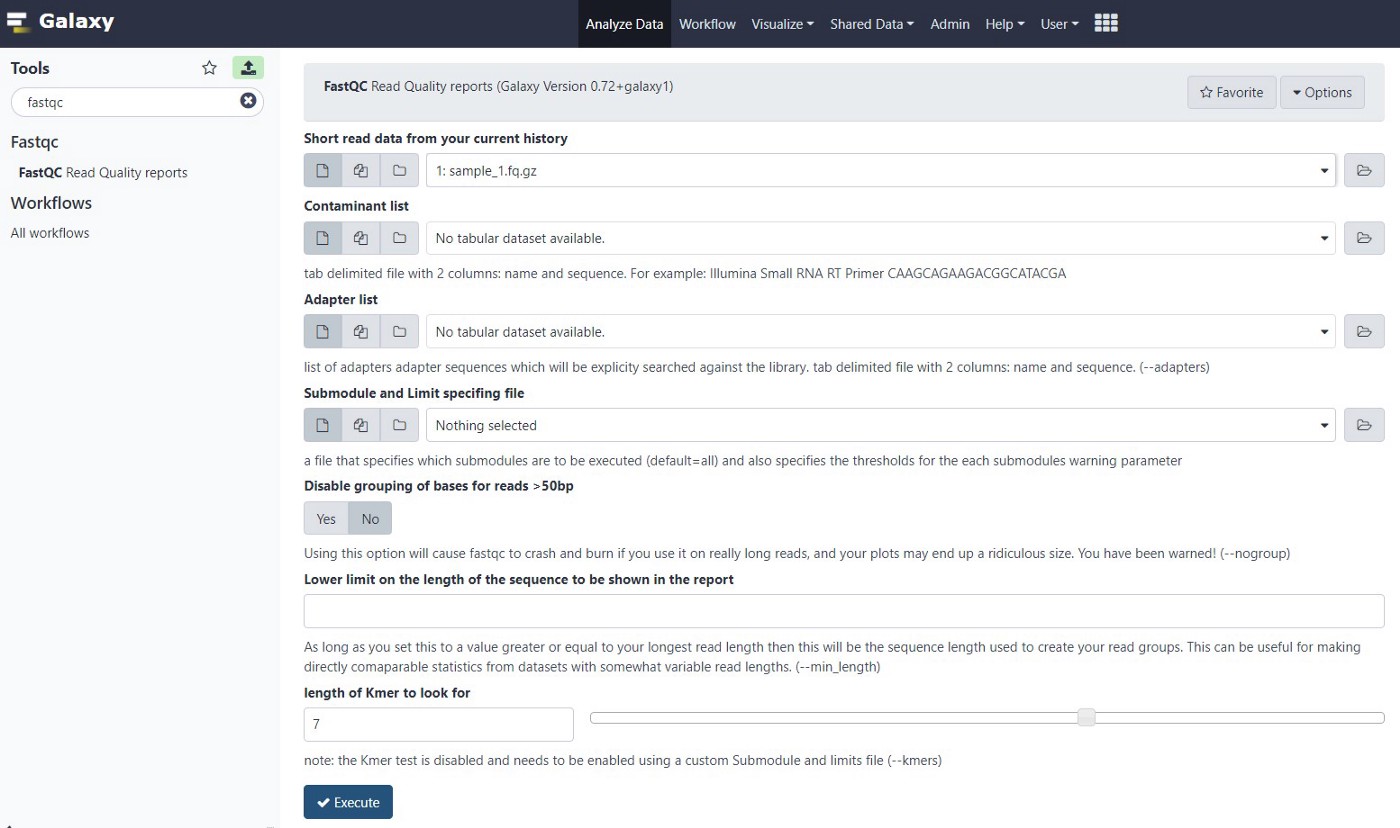 Galaxy
Analyze Data Workflow Visualize Shared Data Admin Help User
Tools
fastqc
Fastqc
FastQC Read Quality reports
Workflows
All workflows
FastQC Read Quality reports (Galaxy Version 0.72+galaxy1)
Favorite
Options
Short read data from your current history
1: sample_1.fq.gz
Contaminant list
No tabular dataset available.
tab delimited file with 2 columns: name and sequence. For example: Illumina Small RNA RT Primer CAAGCAGAAGACGGCATACGA
Adapter list
No tabular dataset available.
list of adapters adapter sequences which will be explicity searched against the library. tab delimited file with 2 columns: name and sequence. (--adapters)
Submodule and Limit specifing file
Nothing selected
a file that specifies which submodules are to be executed (default=all) and also specifies the thresholds for the each submodules warning parameter
Disable grouping of bases for reads >50bp
Yes No
Using this option will cause fastqc to crash and burn if you use it on really long reads, and your plots may end up a ridiculous size. You have been warned! (--nogroup)
Lower limit on the length of the sequence to be shown in the report
As long as you set this to a value greater or equal to your longest read length then this will be the sequence length used to create your read groups. This can be useful for making
directly comaparable statistics from datasets with somewhat variable read lengths. (--min_length)
length of Kmer to look for
7
note: the Kmer test is disabled and needs to be enabled using a custom Submodule and limits file (--kmers)
Execute